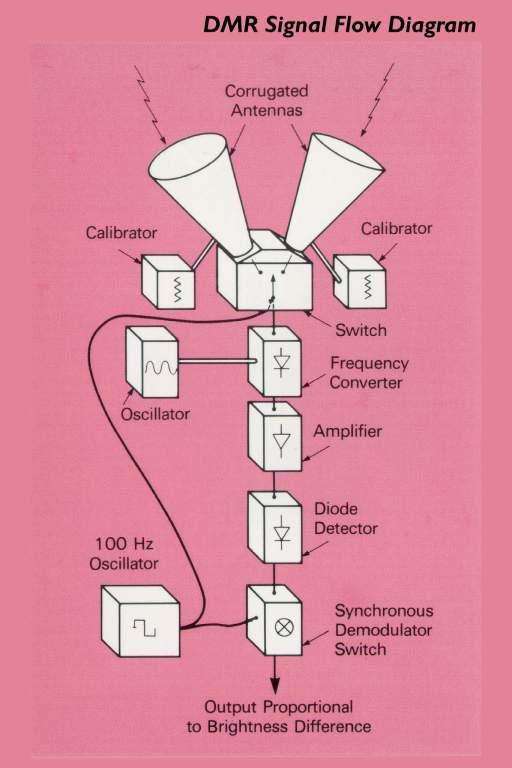 DMR Signal Flow Diagram
Corrugated
Antennas
Calibrator
Calibrator
Switch
Frequency
Converter
Oscillator
Amplifier
Diode
Detector
100 Hz
Oscillator
Synchronous
Demodulator
Switch
Output Proportional
to Brightness Difference